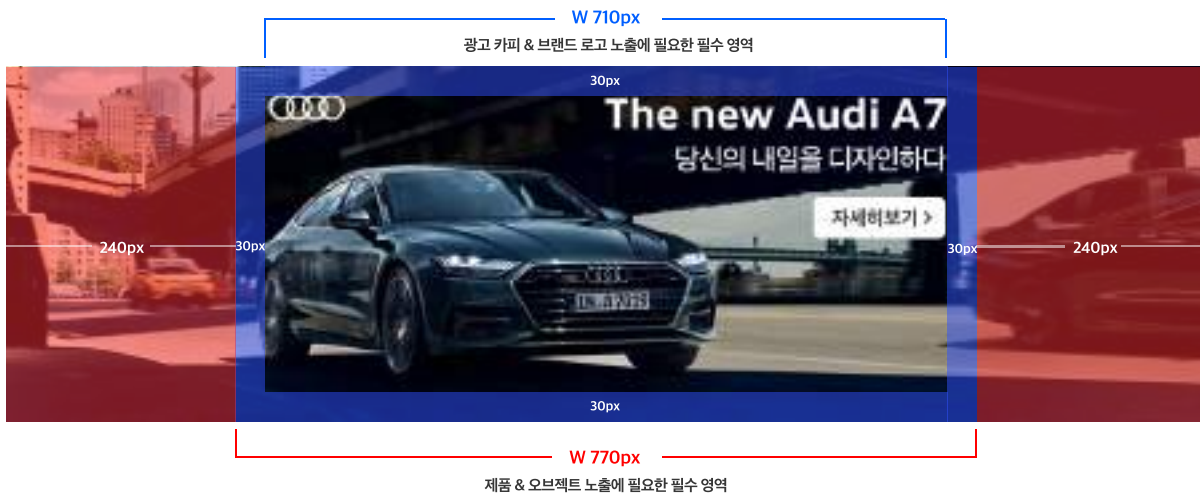 W 710px
광고 카피 & 브랜드 로고 노출에 필요한 필수 영역
30px
The new Audi A7
당신의 내일을 디자인하다
자세히보기 >
240px
30px
30px
240px
30px
W 770px
제품 & 오브젝트 노출에 필요한 필수 영역